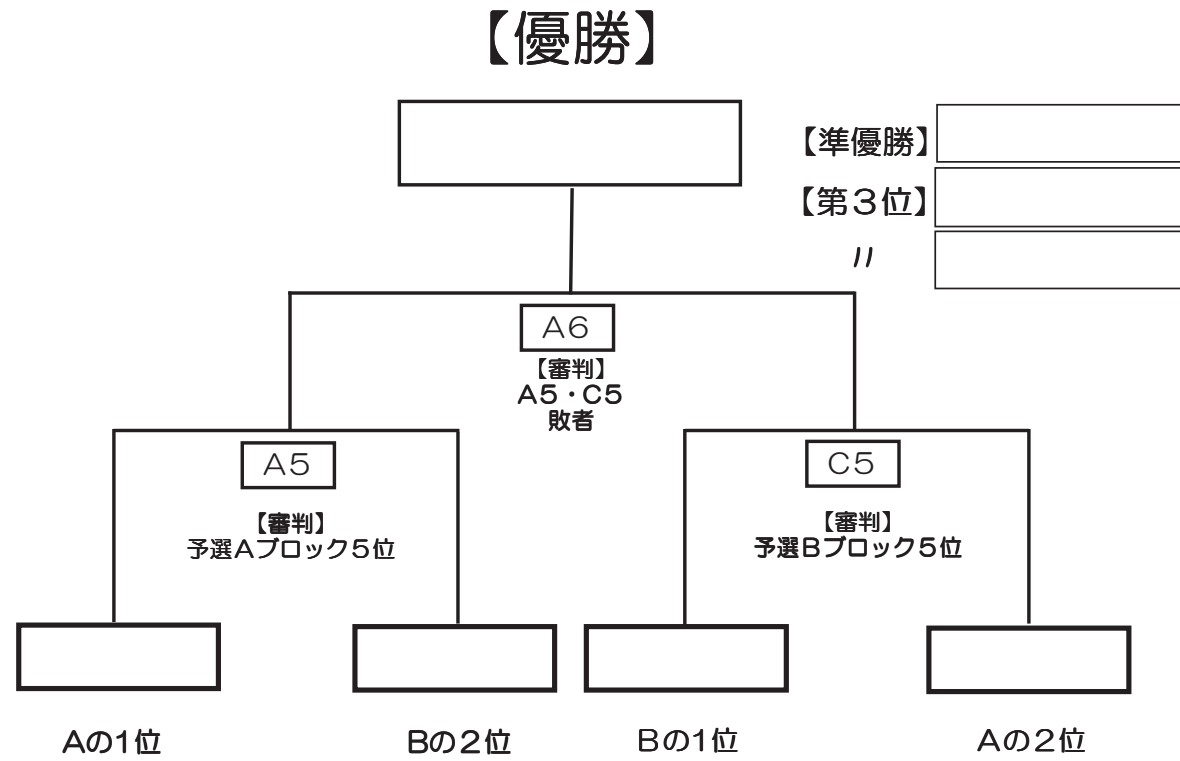 【優勝】
【準優勝】
【第３位】
〃
A6
【審判】
A5・C5
敗者
A5
【審判】
予選Aブロック５位
C5
【審判】
予選Bブロック５位
Aの1位
Bの２位
Bの1位
Aの２位